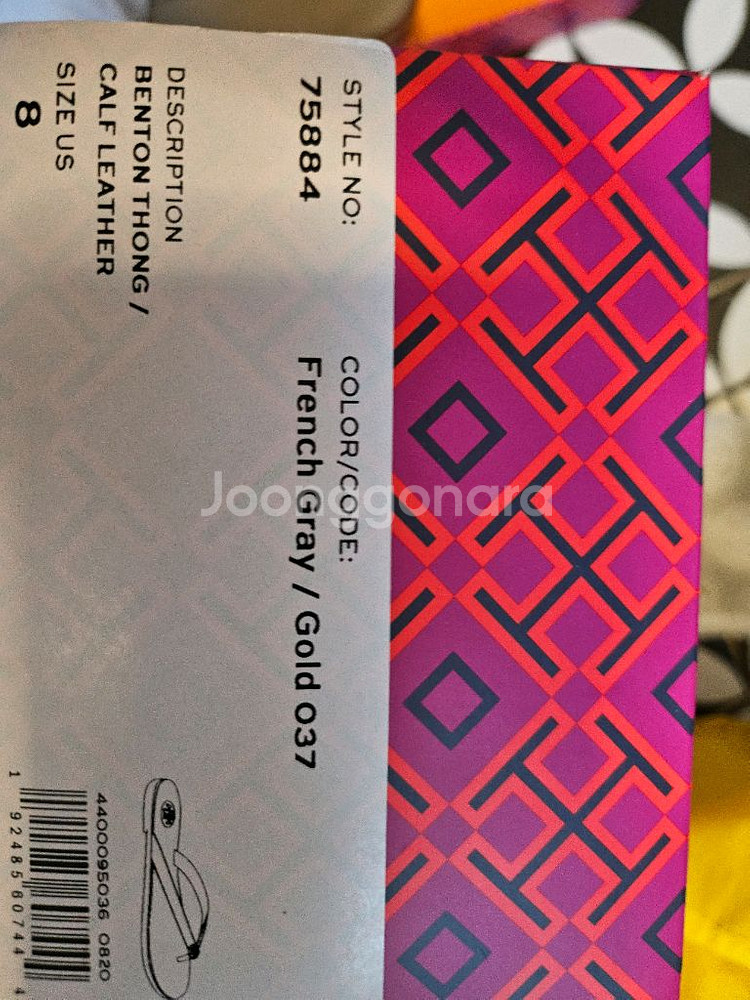 STYLE NO:
75884
COLOR/CODE:
French Gray / Gold 037
DESCRIPTION
BENTON THONG /
CALF LEATHER
SIZE US
8
4400095036 0820
1 92485 80744 4
Joonggonara